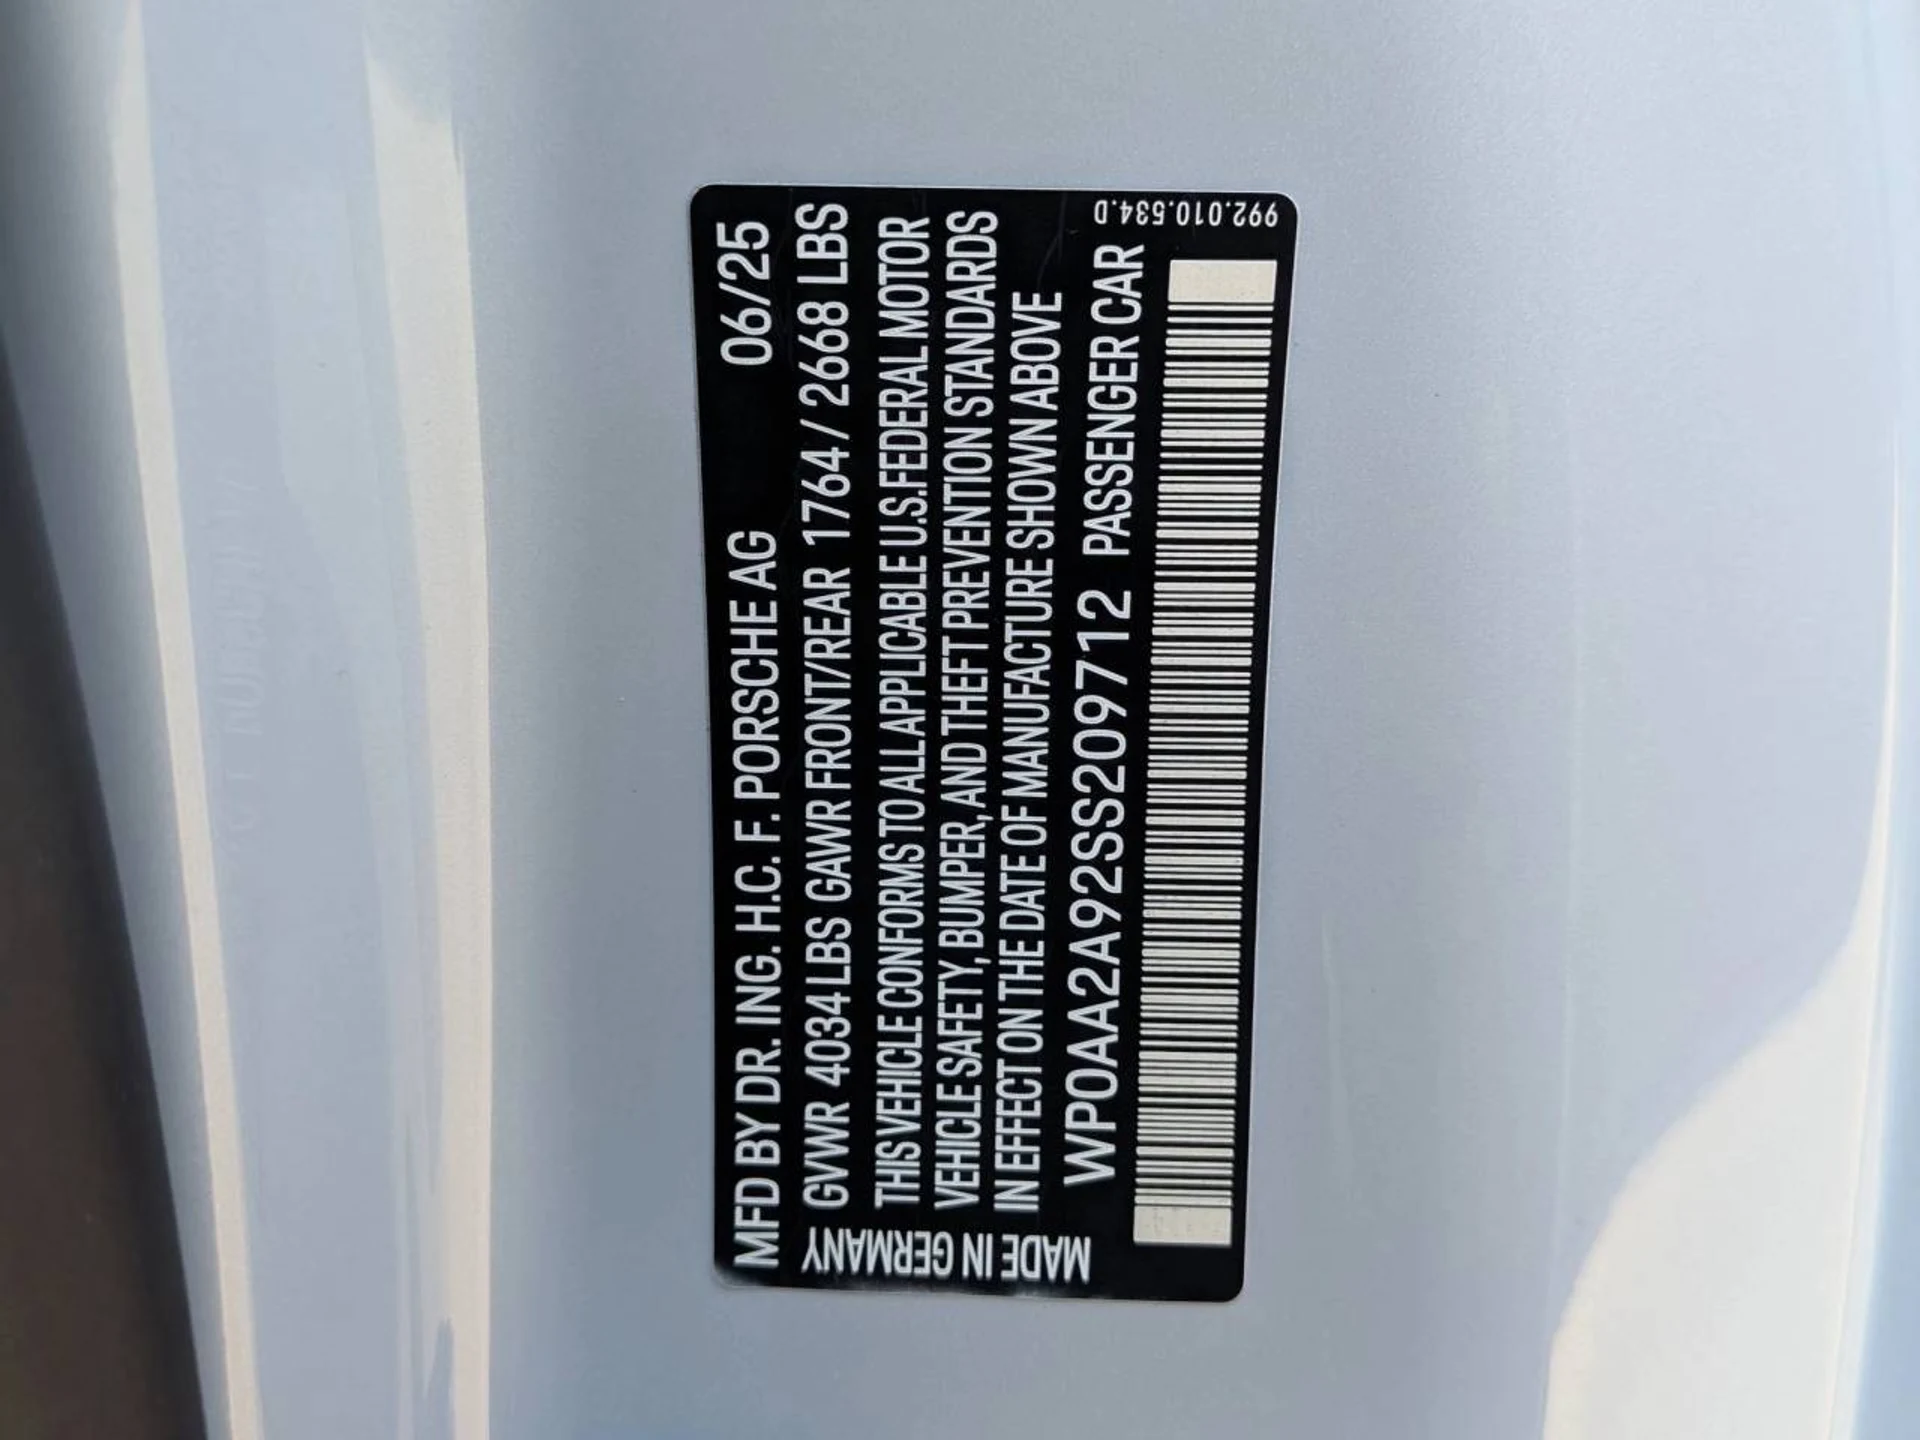 MFD BY DR. ING. H.C. F. PORSCHE AG 06/25
GVWR 4034 LBS GAWR FRONT/REAR 1764 / 2668 LBS
THIS VEHICLE CONFORMS TO ALL APPLICABLE U.S. FEDERAL MOTOR
VEHICLE SAFETY, BUMPER, AND THEFT PREVENTION STANDARDS
IN EFFECT ON THE DATE OF MANUFACTURE SHOWN ABOVE
WP0AA2A92SS209712 PASSENGER CAR
MADE IN GERMANY
992.010.534.D